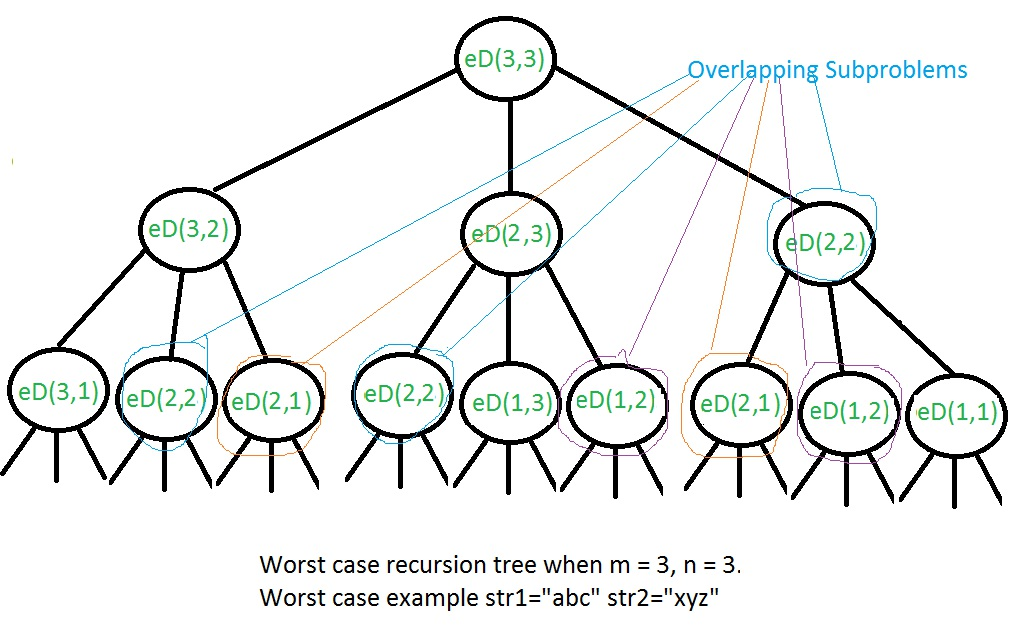 eD(3,3)
Overlapping Subproblems
eD(3,2)
eD(2,3)
eD(2,2)
eD(3,1)
eD(2,2)
eD(2,1)
eD(2,2)
eD(1,3)
eD(1,2)
eD(2,1)
eD(1,2)
eD(1,1)
Worst case recursion tree when m = 3, n = 3.
Worst case example str1="abc" str2="xyz"